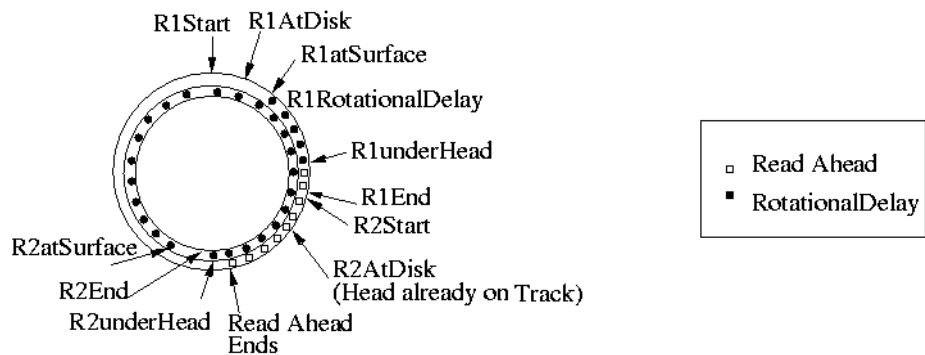 R1Start
R1AtDisk
R1atSurface
R1RotationalDelay
R1underHead
R1End
R2Start
R2AtDisk
(Head already on Track)
Read Ahead
Ends
R2underHead
R2End
R2atSurface
Read Ahead
RotationalDelay